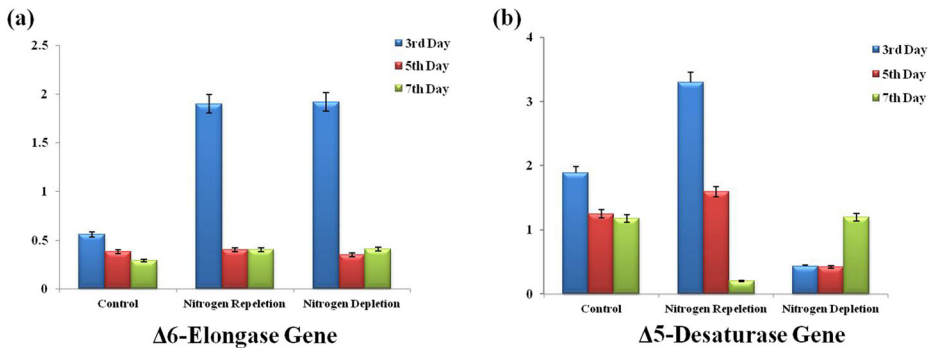 (a)
2.5
2
1.5
1
0.5
0
3rd Day
5th Day
7th Day
Control
Nitrogen Repeletion
Nitrogen Depletion
Δ6-Elongase Gene
(b)
4
3
2
1
0
3rd Day
5th Day
7th Day
Control
Nitrogen Repeletion
Nitrogen Depletion
Δ5-Desaturase Gene